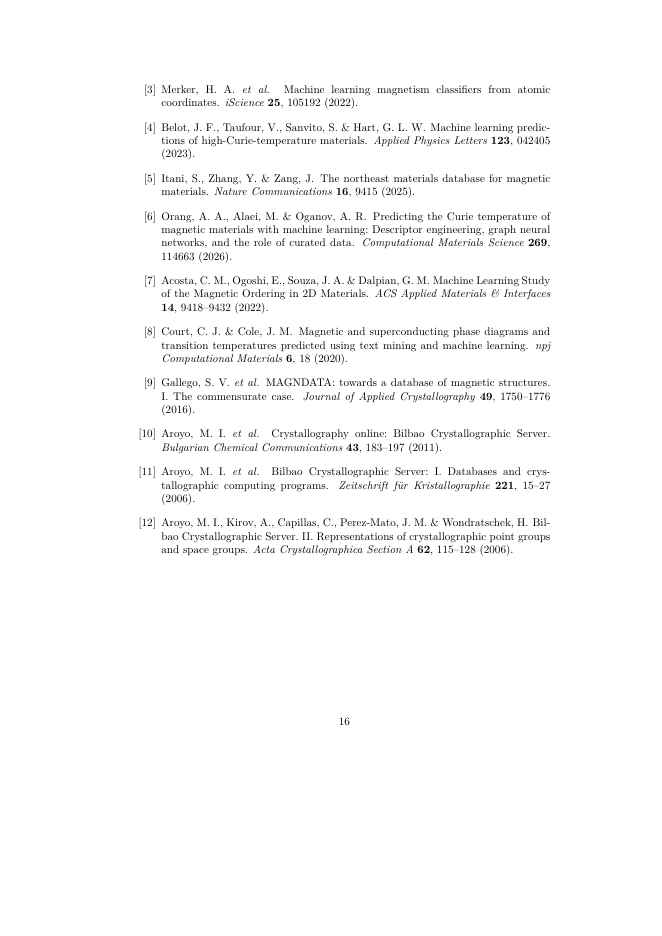 [3] Merker, H. A. et al. Machine learning magnetism classifiers from atomic
coordinates. iScience 25, 105192 (2022).
[4] Belot, J. F., Taufour, V., Sanvito, S. & Hart, G. L. W. Machine learning predic-
tions of high-Curie-temperature materials. Applied Physics Letters 123, 042405
(2023).
[5] Itani, S., Zhang, Y. & Zang, J. The northeast materials database for magnetic
materials. Nature Communications 16, 9415 (2025).
[6] Orang, A. A., Alaei, M. & Oganov, A. R. Predicting the Curie temperature of
magnetic materials with machine learning: Descriptor engineering, graph neural
networks, and the role of curated data. Computational Materials Science 269,
114663 (2026).
[7] Acosta, C. M., Ogoshi, E., Souza, J. A. & Dalpian, G. M. Machine Learning Study
of the Magnetic Ordering in 2D Materials. ACS Applied Materials & Interfaces
14, 9418–9432 (2022).
[8] Court, C. J. & Cole, J. M. Magnetic and superconducting phase diagrams and
transition temperatures predicted using text mining and machine learning. npj
Computational Materials 6, 18 (2020).
[9] Gallego, S. V. et al. MAGNDATA: towards a database of magnetic structures.
I. The commensurate case. Journal of Applied Crystallography 49, 1750–1776
(2016).
[10] Aroyo, M. I. et al. Crystallography online: Bilbao Crystallographic Server.
Bulgarian Chemical Communications 43, 183–197 (2011).
[11] Aroyo, M. I. et al. Bilbao Crystallographic Server: I. Databases and crys-
tallographic computing programs. Zeitschrift für Kristallographie 221, 15–27
(2006).
[12] Aroyo, M. I., Kirov, A., Capillas, C., Perez-Mato, J. M. & Wondratschek, H. Bil-
bao Crystallographic Server. II. Representations of crystallographic point groups
and space groups. Acta Crystallographica Section A 62, 115–128 (2006).
16